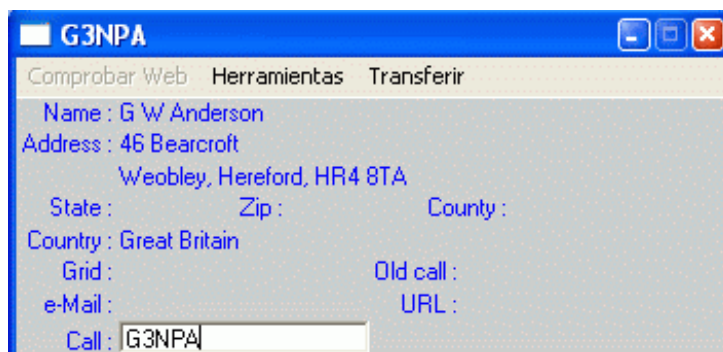 G3NPA
Comprobar Web Herramientas Transferir
Name : G W Anderson
Address : 46 Bearcroft
Weobley, Hereford, HR4 8TA
State : Zip : County :
Country : Great Britain
Grid : Old call :
e-Mail : URL :
Call : G3NPA